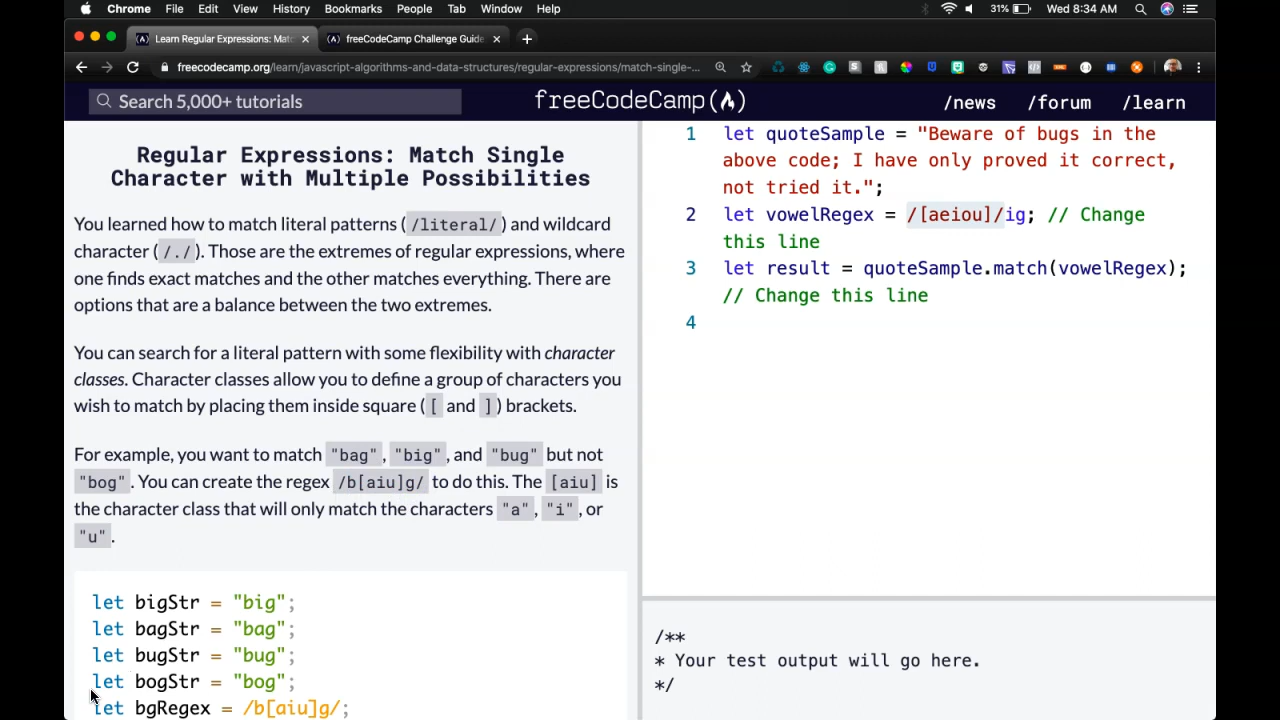 Chrome File Edit View History Bookmarks People Tab Window Help 31% Wed 8:34 AM
Learn Regular Expressions: Mat freeCodeCamp Challenge Guide
freecodecamp.org/learn/javascript-algorithms-and-data-structures/regular-expressions/match-single-...
Search 5,000+ tutorials freeCodeCamp /news /forum /learn
Regular Expressions: Match Single
Character with Multiple Possibilities
You learned how to match literal patterns (/literal/) and wildcard
character (/./). Those are the extremes of regular expressions, where
one finds exact matches and the other matches everything. There are
options that are a balance between the two extremes.
You can search for a literal pattern with some flexibility with character
classes. Character classes allow you to define a group of characters you
wish to match by placing them inside square ([ and ]) brackets.
For example, you want to match "bag", "big", and "bug" but not
"bog". You can create the regex /b[aiu]g/ to do this. The [aiu] is
the character class that will only match the characters "a", "i", or
"u".
let bigStr = "big";
let bagStr = "bag";
let bugStr = "bug";
let bogStr = "bog";
let bgRegex = /b[aiu]g/;
1 let quoteSample = "Beware of bugs in the
above code; I have only proved it correct,
not tried it.";
2 let vowelRegex = /[aeiou]/ig; // Change
this line
3 let result = quoteSample.match(vowelRegex);
// Change this line
4
/**
* Your test output will go here.
*/